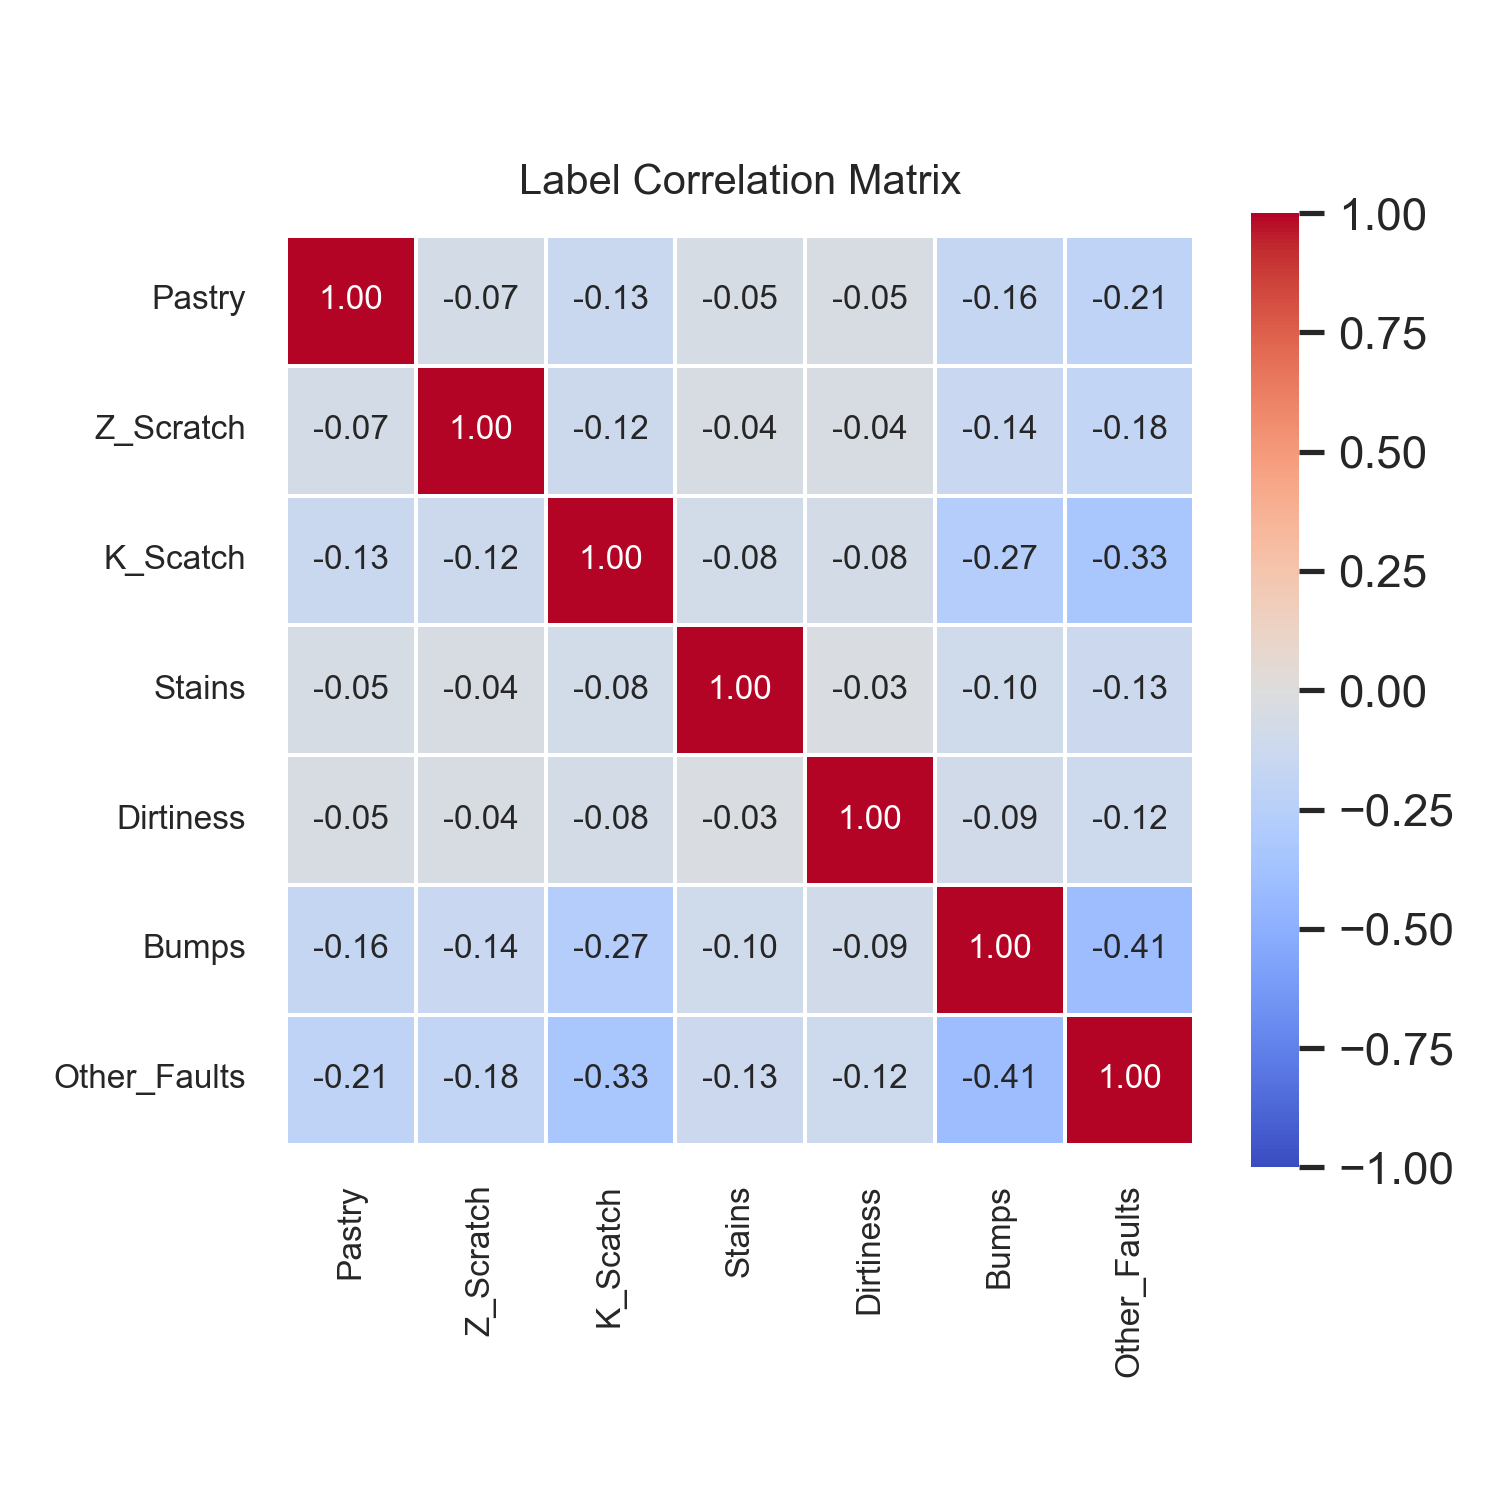 Label Correlation Matrix
Pastry 1.00 -0.07 -0.13 -0.05 -0.05 -0.16 -0.21
Z_Scratch -0.07 1.00 -0.12 -0.04 -0.04 -0.14 -0.18
K_Scatch -0.13 -0.12 1.00 -0.08 -0.08 -0.27 -0.33
Stains -0.05 -0.04 -0.08 1.00 -0.03 -0.10 -0.13
Dirtiness -0.05 -0.04 -0.08 -0.03 1.00 -0.09 -0.12
Bumps -0.16 -0.14 -0.27 -0.10 -0.09 1.00 -0.41
Other_Faults -0.21 -0.18 -0.33 -0.13 -0.12 -0.41 1.00
Pastry
Z_Scratch
K_Scatch
Stains
Dirtiness
Bumps
Other_Faults
1.00
0.75
0.50
0.25
0.00
−0.25
−0.50
−0.75
−1.00